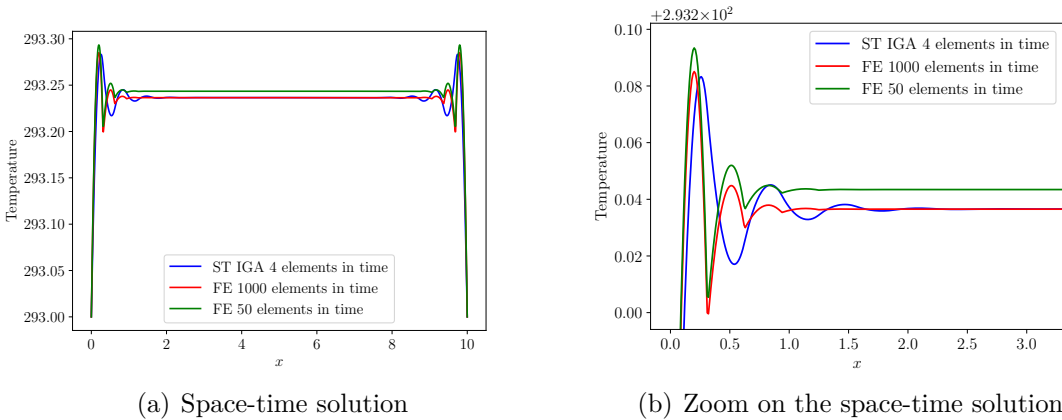 293.30
293.25
293.20
293.15
293.10
293.05
293.00
Temperature
ST IGA 4 elements in time
FE 1000 elements in time
FE 50 elements in time
0 2 4 6 8 10
x
(a) Space-time solution
+2.932×10²
0.10
0.08
0.06
0.04
0.02
0.00
Temperature
ST IGA 4 elements in time
FE 1000 elements in time
FE 50 elements in time
0.0 0.5 1.0 1.5 2.0 2.5 3.0
x
(b) Zoom on the space-time solution